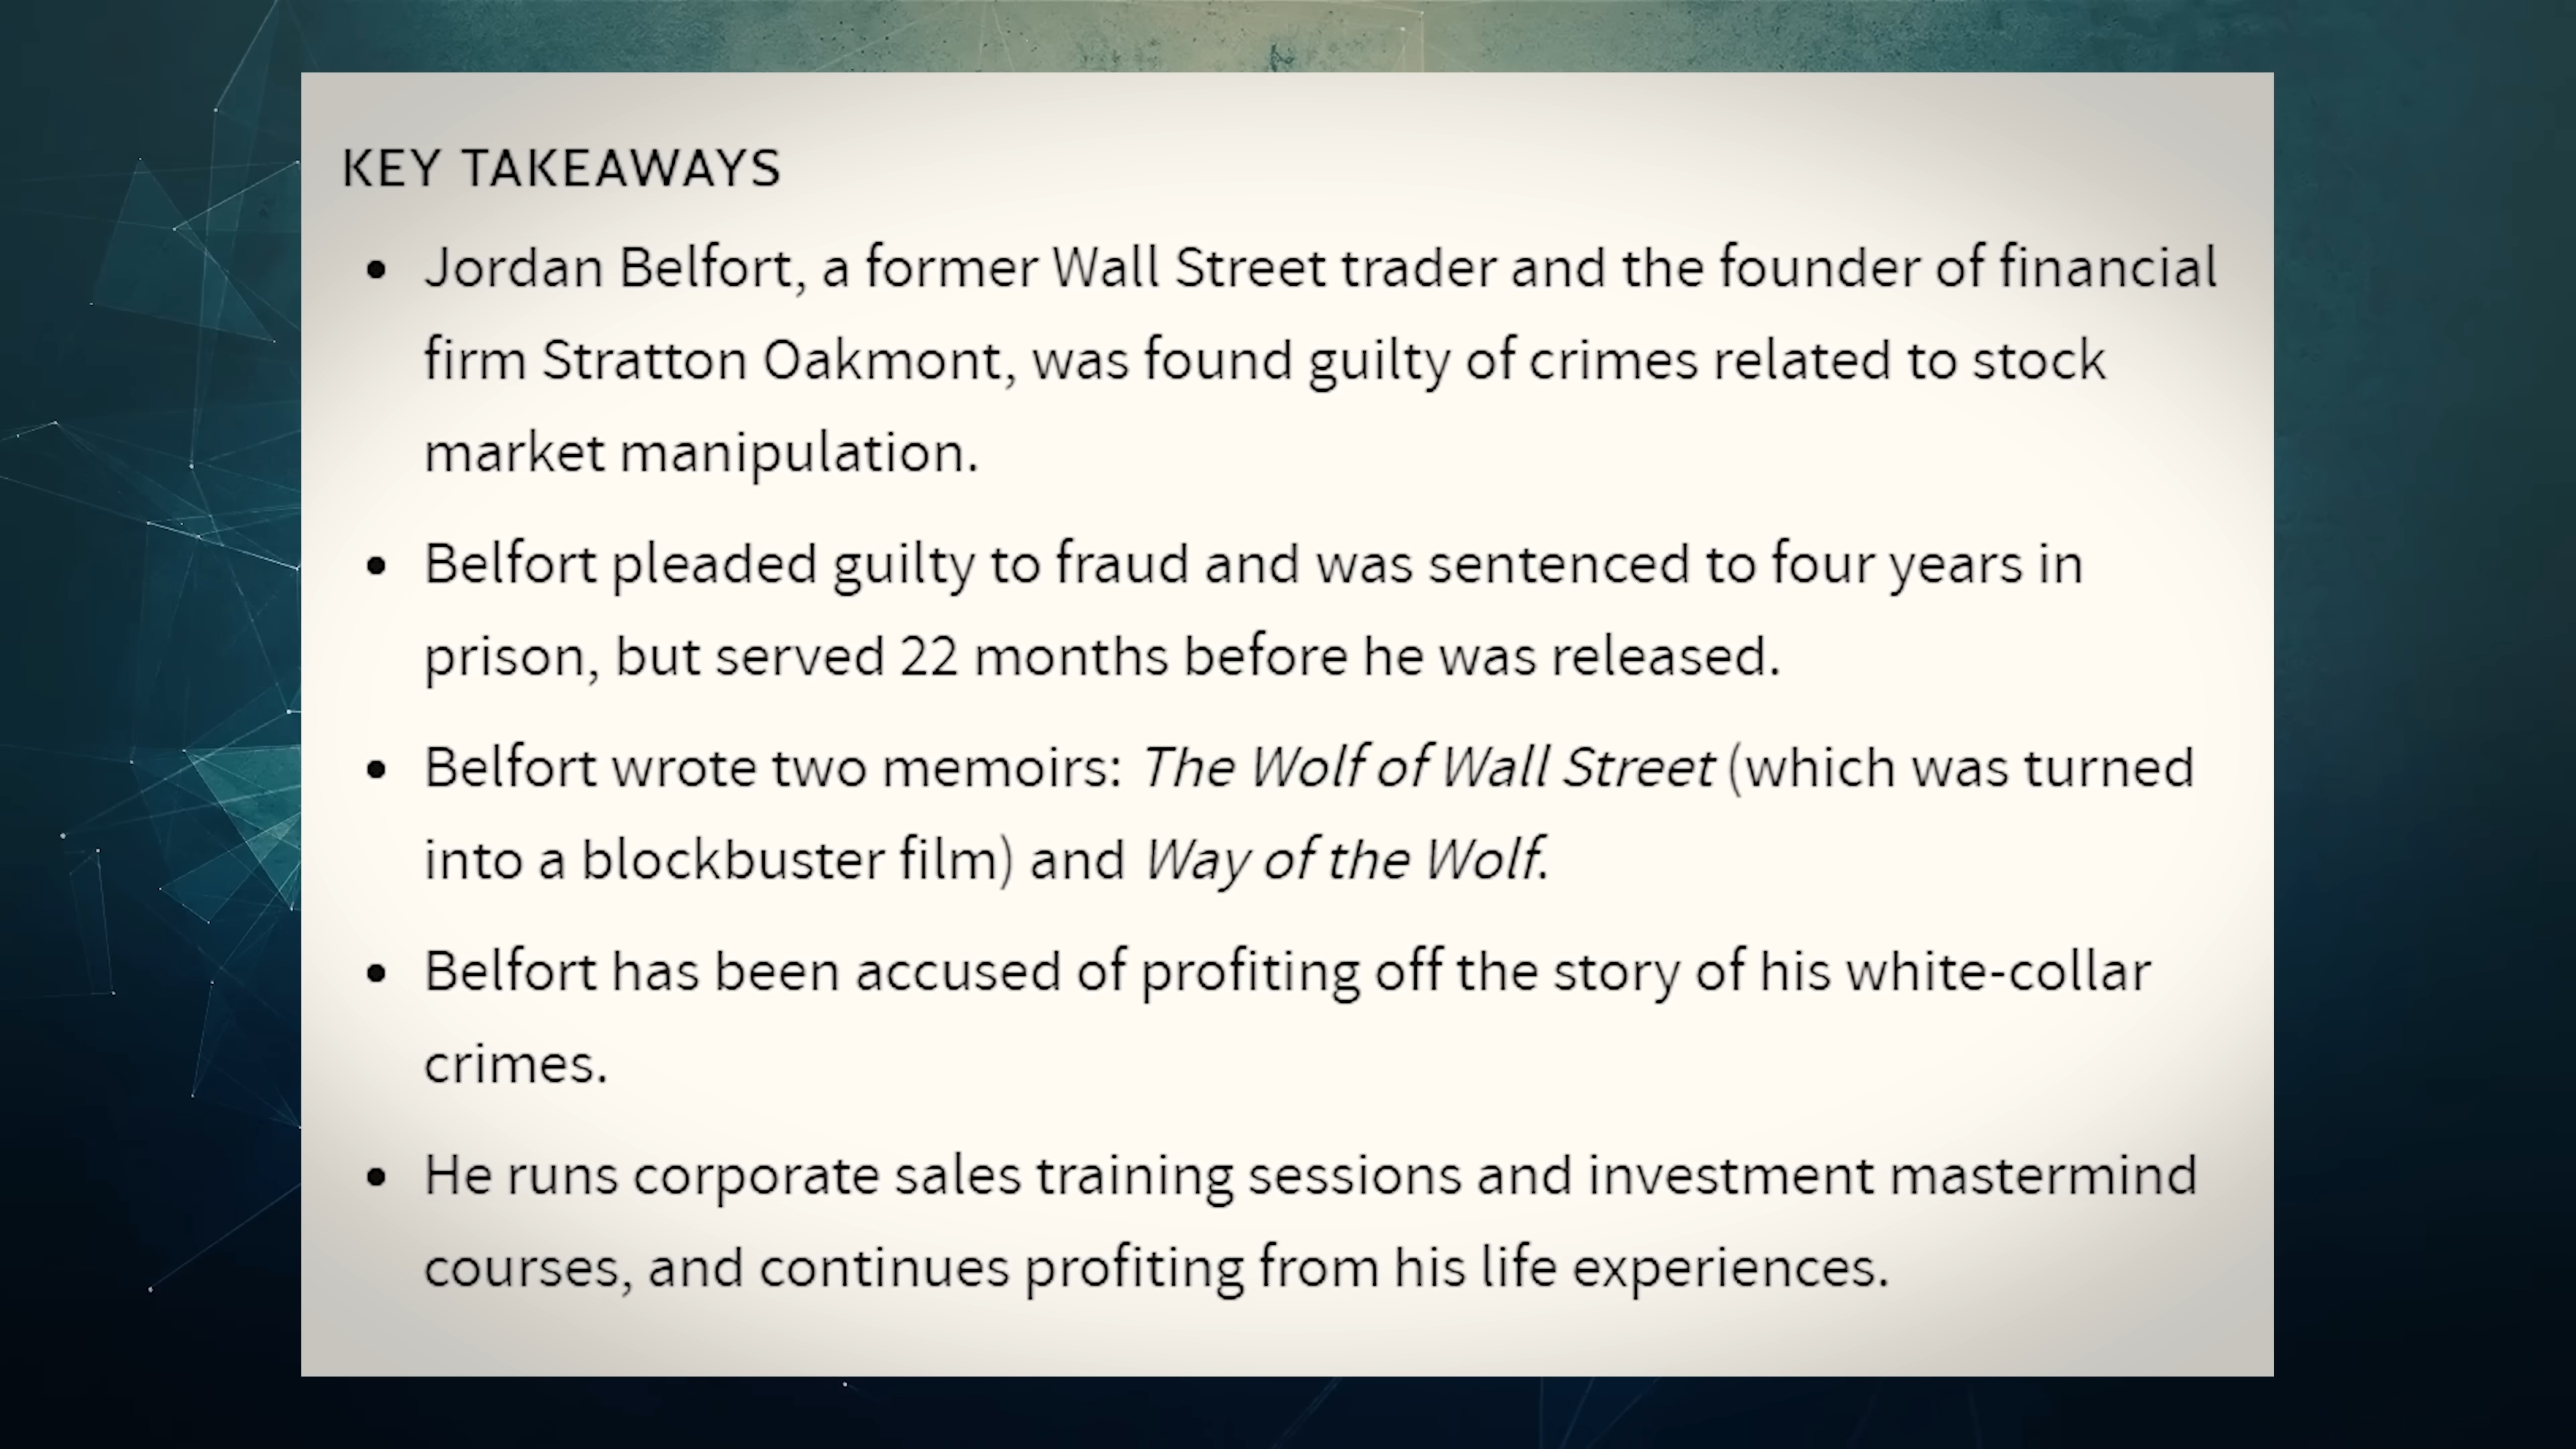 KEY TAKEAWAYS
• Jordan Belfort, a former Wall Street trader and the founder of financial
firm Stratton Oakmont, was found guilty of crimes related to stock
market manipulation.
• Belfort pleaded guilty to fraud and was sentenced to four years in
prison, but served 22 months before he was released.
• Belfort wrote two memoirs: The Wolf of Wall Street (which was turned
into a blockbuster film) and Way of the Wolf.
• Belfort has been accused of profiting off the story of his white-collar
crimes.
• He runs corporate sales training sessions and investment mastermind
courses, and continues profiting from his life experiences.